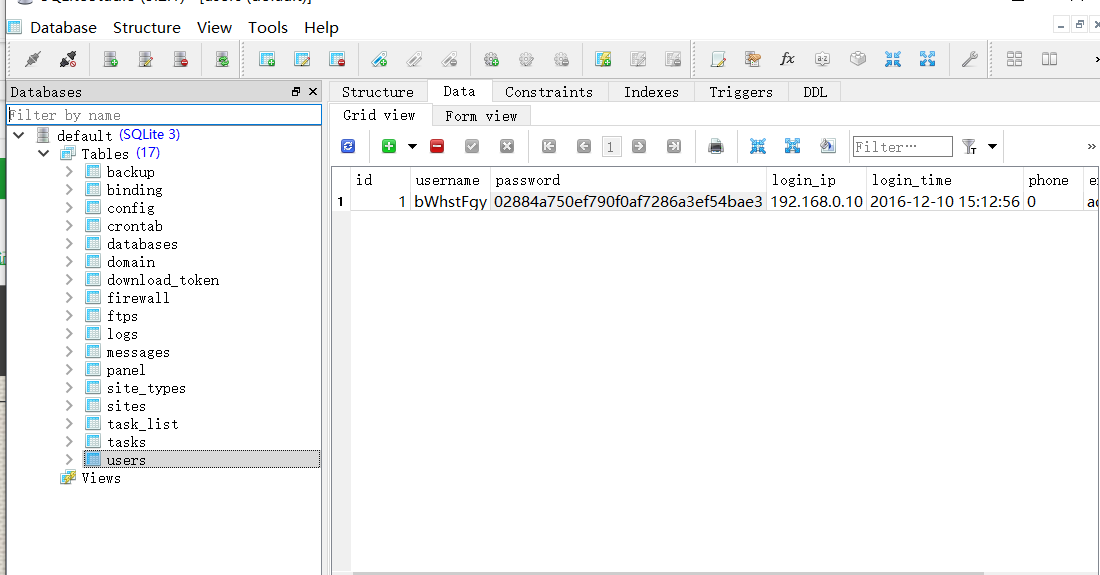 Database Structure View Tools Help
Databases
Structure Data Constraints Indexes Triggers DDL
Filter by name
Grid view Form view
default (SQLite 3)
Tables (17)
1 Filter…
backup
binding
config
crontab
databases
domain
download_token
firewall
ftps
logs
messages
panel
site_types
sites
task_list
tasks
users
Views
id username password login_ip login_time phone
1 1 bWhstFgy 02884a750ef790f0af7286a3ef54bae3 192.168.0.10 2016-12-10 15:12:56 0